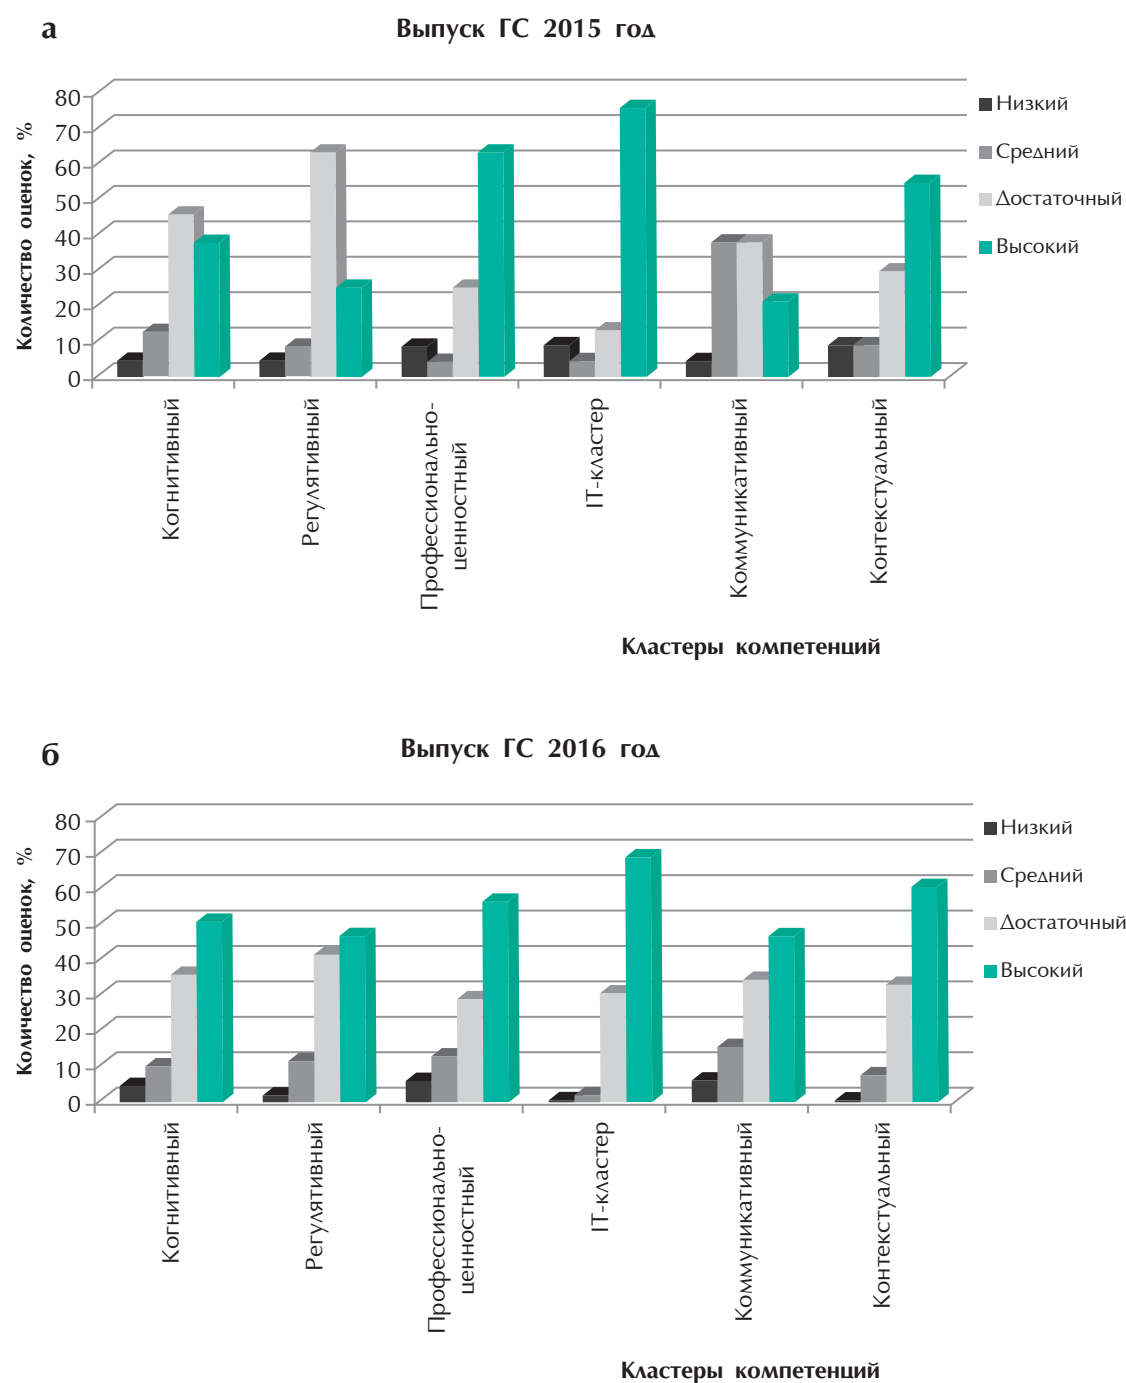 а
Выпуск ГС 2015 год
Количество оценок, %
80
70
60
50
40
30
20
10
0
Низкий
Средний
Достаточный
Высокий
Когнитивный
Регулятивный
Профессионально-
ценностный
IT-кластер
Коммуникативный
Контекстуальный
Кластеры компетенций
б
Выпуск ГС 2016 год
Количество оценок, %
80
70
60
50
40
30
20
10
0
Низкий
Средний
Достаточный
Высокий
Когнитивный
Регулятивный
Профессионально-
ценностный
IT-кластер
Коммуникативный
Контекстуальный
Кластеры компетенций